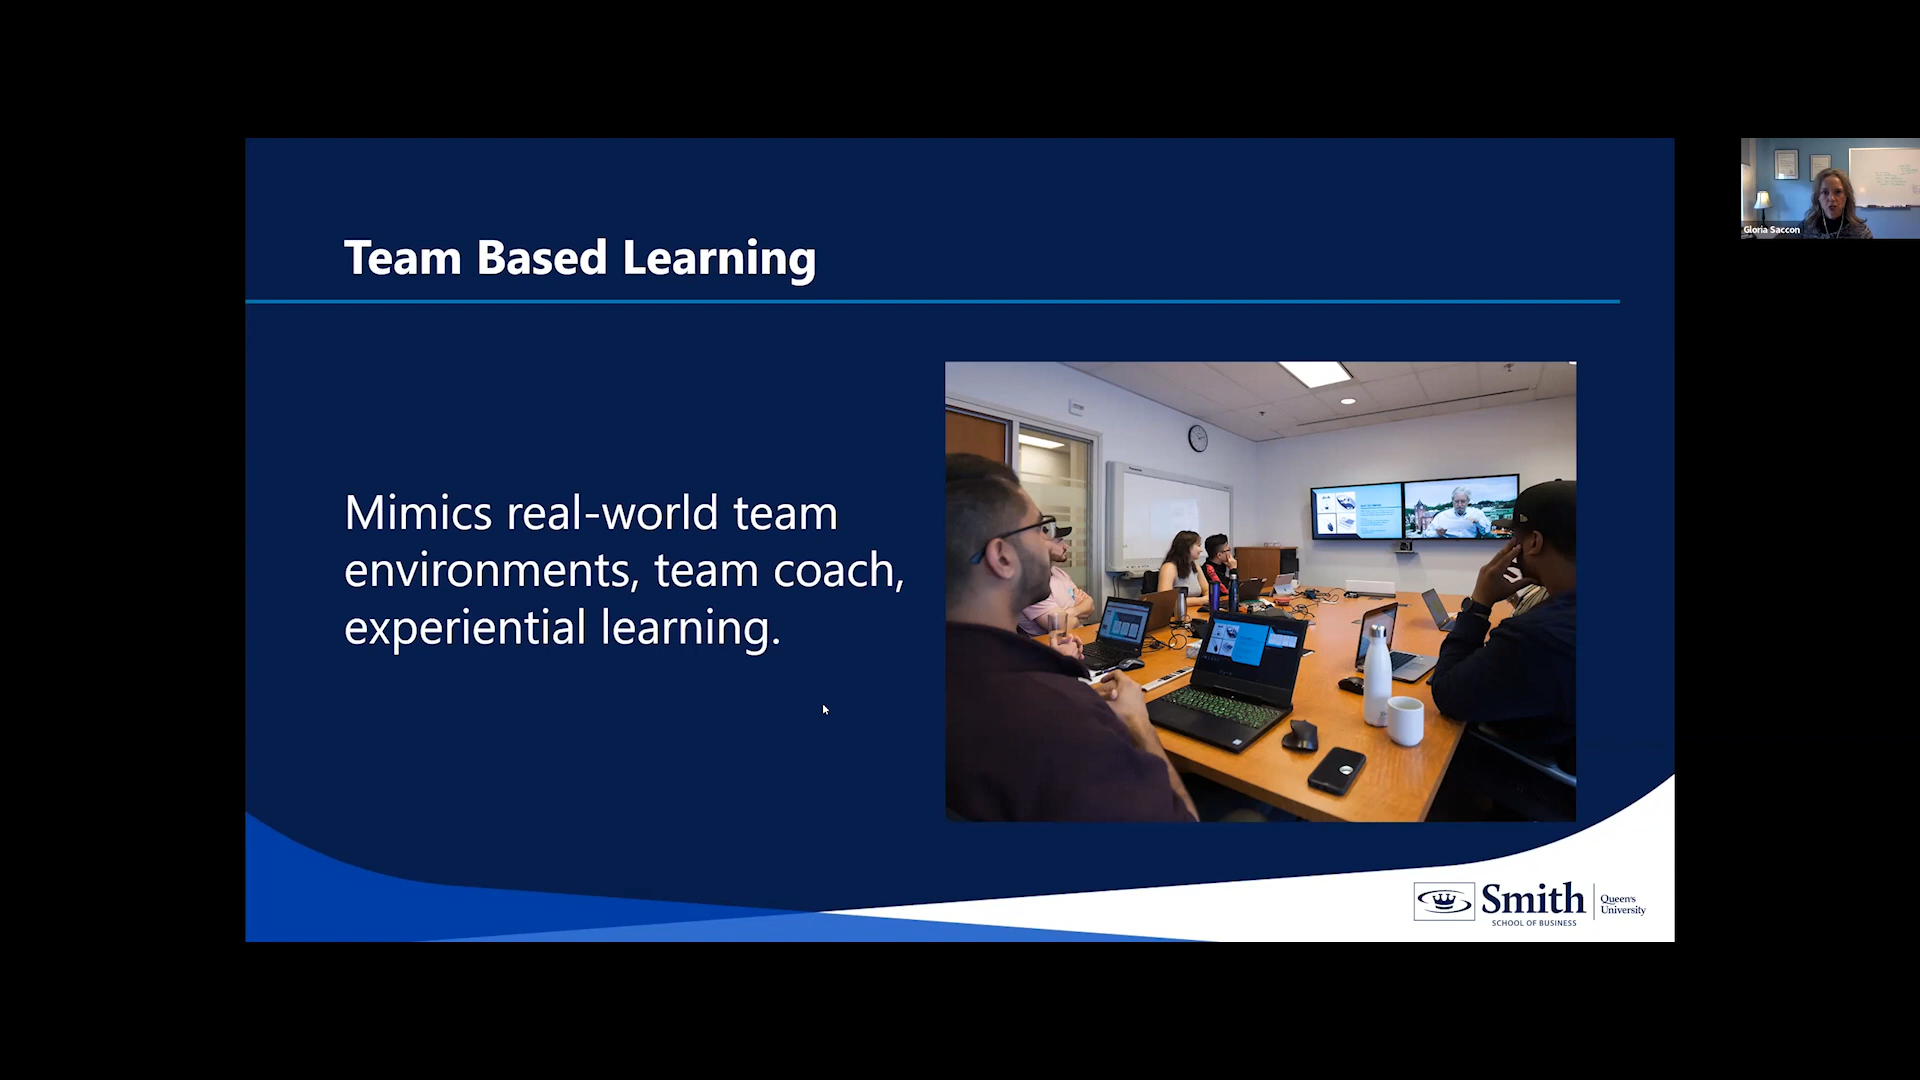 Team Based Learning
Gloria Saccon
Mimics real-world team
environments, team coach,
experiential learning.
Smith
SCHOOL OF BUSINESS
Queen's
University